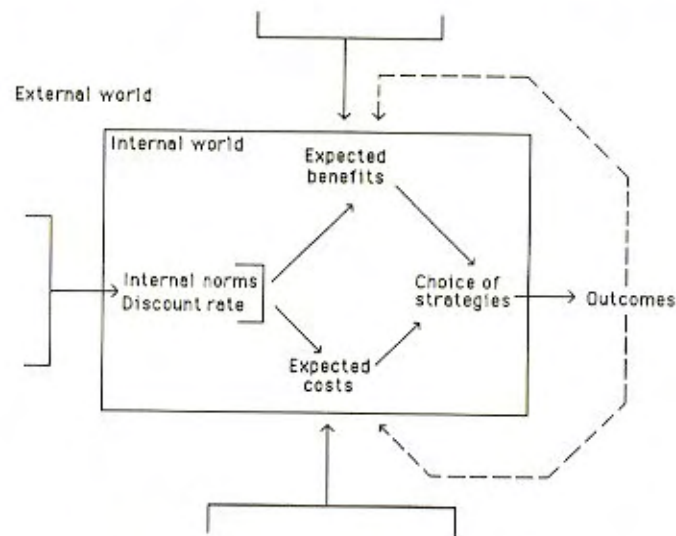 External world
Internal world
Expected
benefits
Internal norms
Discount rate
Choice of
strategies
Outcomes
Expected
costs